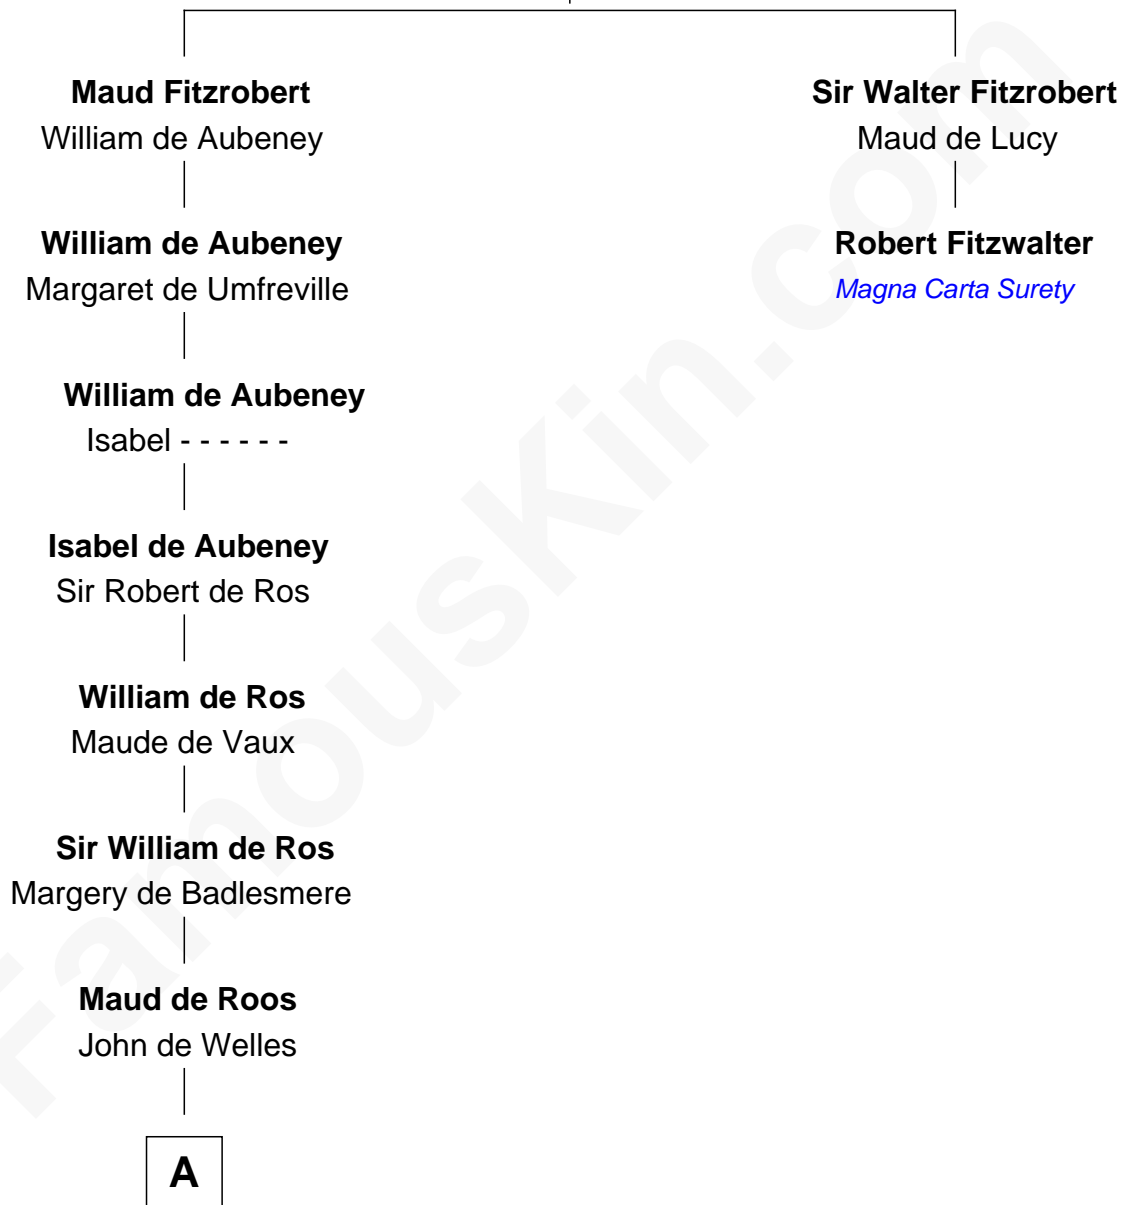 Maud Fitzrobert
William de Aubeney
Sir Walter Fitzrobert
Maud de Lucy
William de Aubeney
Margaret de Umfreville
Robert Fitzwalter
Magna Carta Surety
William de Aubeney
Isabel - - - - - -
Isabel de Aubeney
Sir Robert de Ros
William de Ros
Maude de Vaux
Sir William de Ros
Margery de Badlesmere
Maud de Roos
John de Welles
A
FamousKin.com